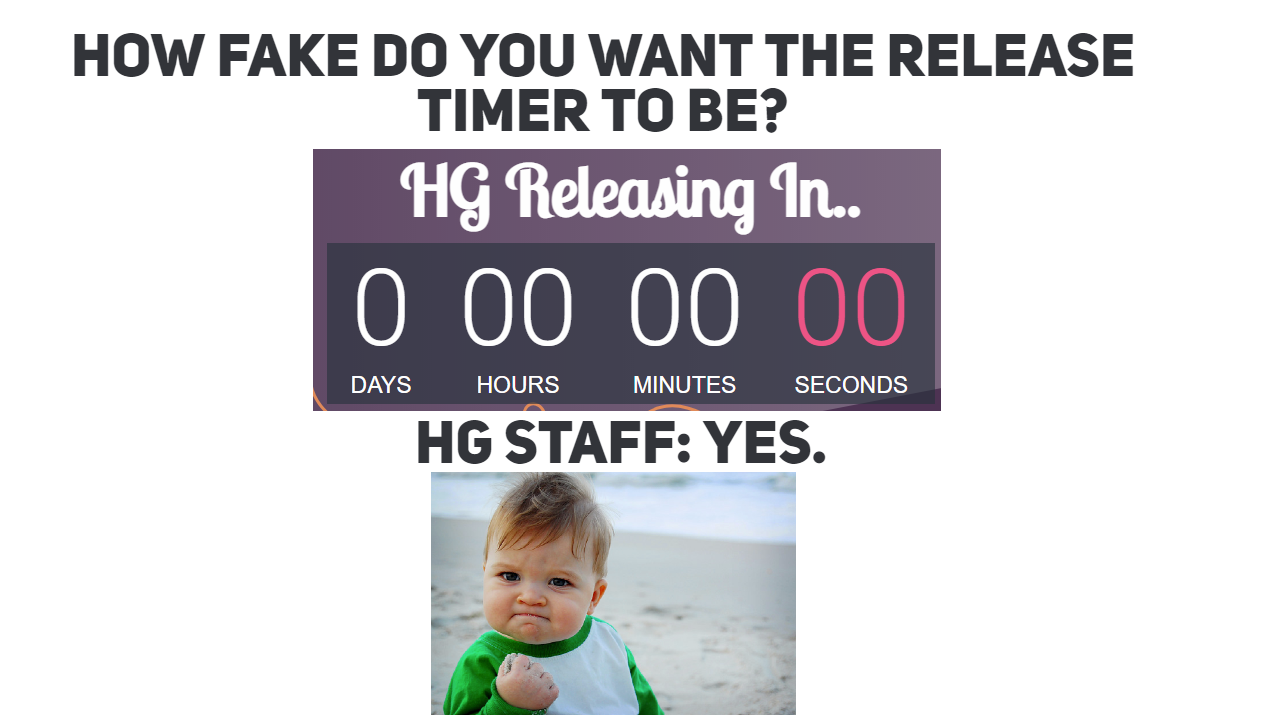 HOW FAKE DO YOU WANT THE RELEASE
TIMER TO BE?
HG Releasing In..
0 00 00 00
DAYS HOURS MINUTES SECONDS
HG STAFF: YES.